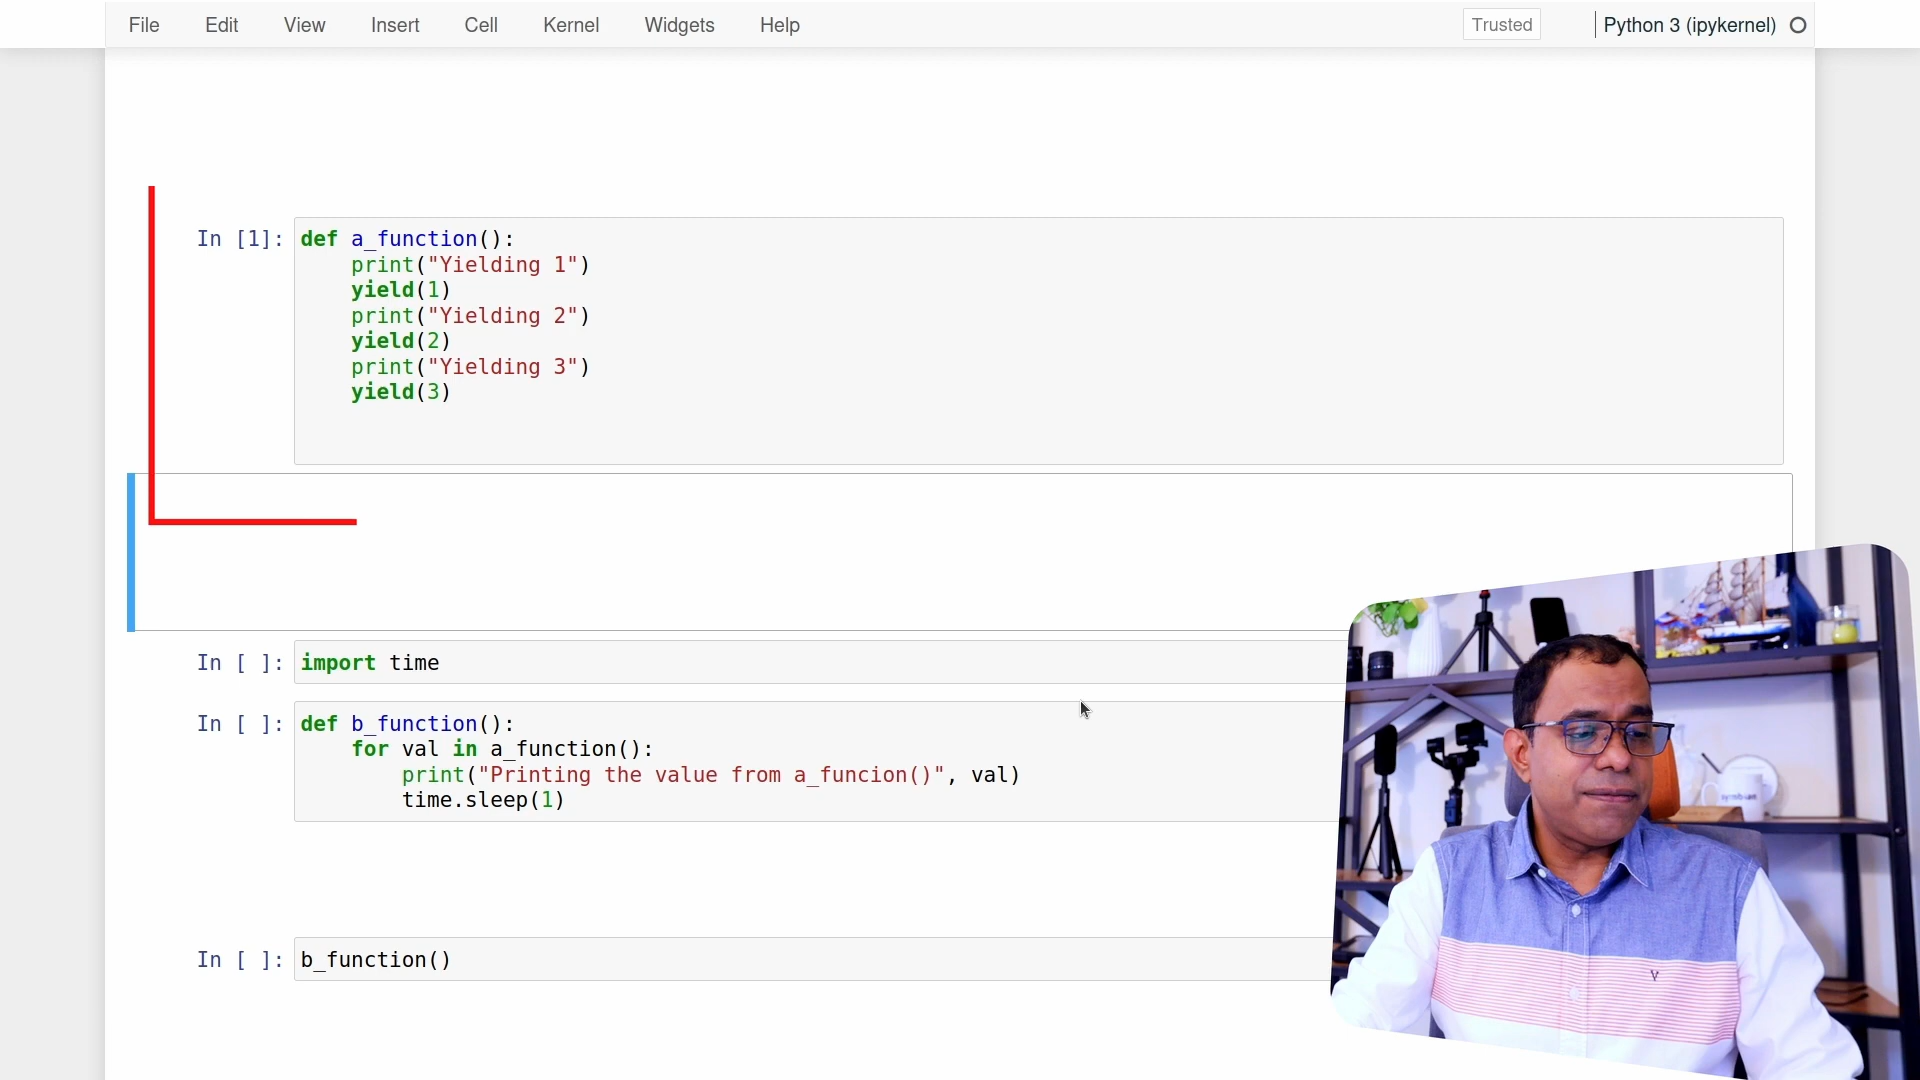 File Edit View Insert Cell Kernel Widgets Help Trusted Python 3 (ipykernel)
In [1]: def a_function():
print("Yielding 1")
yield(1)
print("Yielding 2")
yield(2)
print("Yielding 3")
yield(3)
In [ ]: import time
In [ ]: def b_function():
for val in a_function():
print("Printing the value from a_funcion()", val)
time.sleep(1)
In [ ]: b_function()